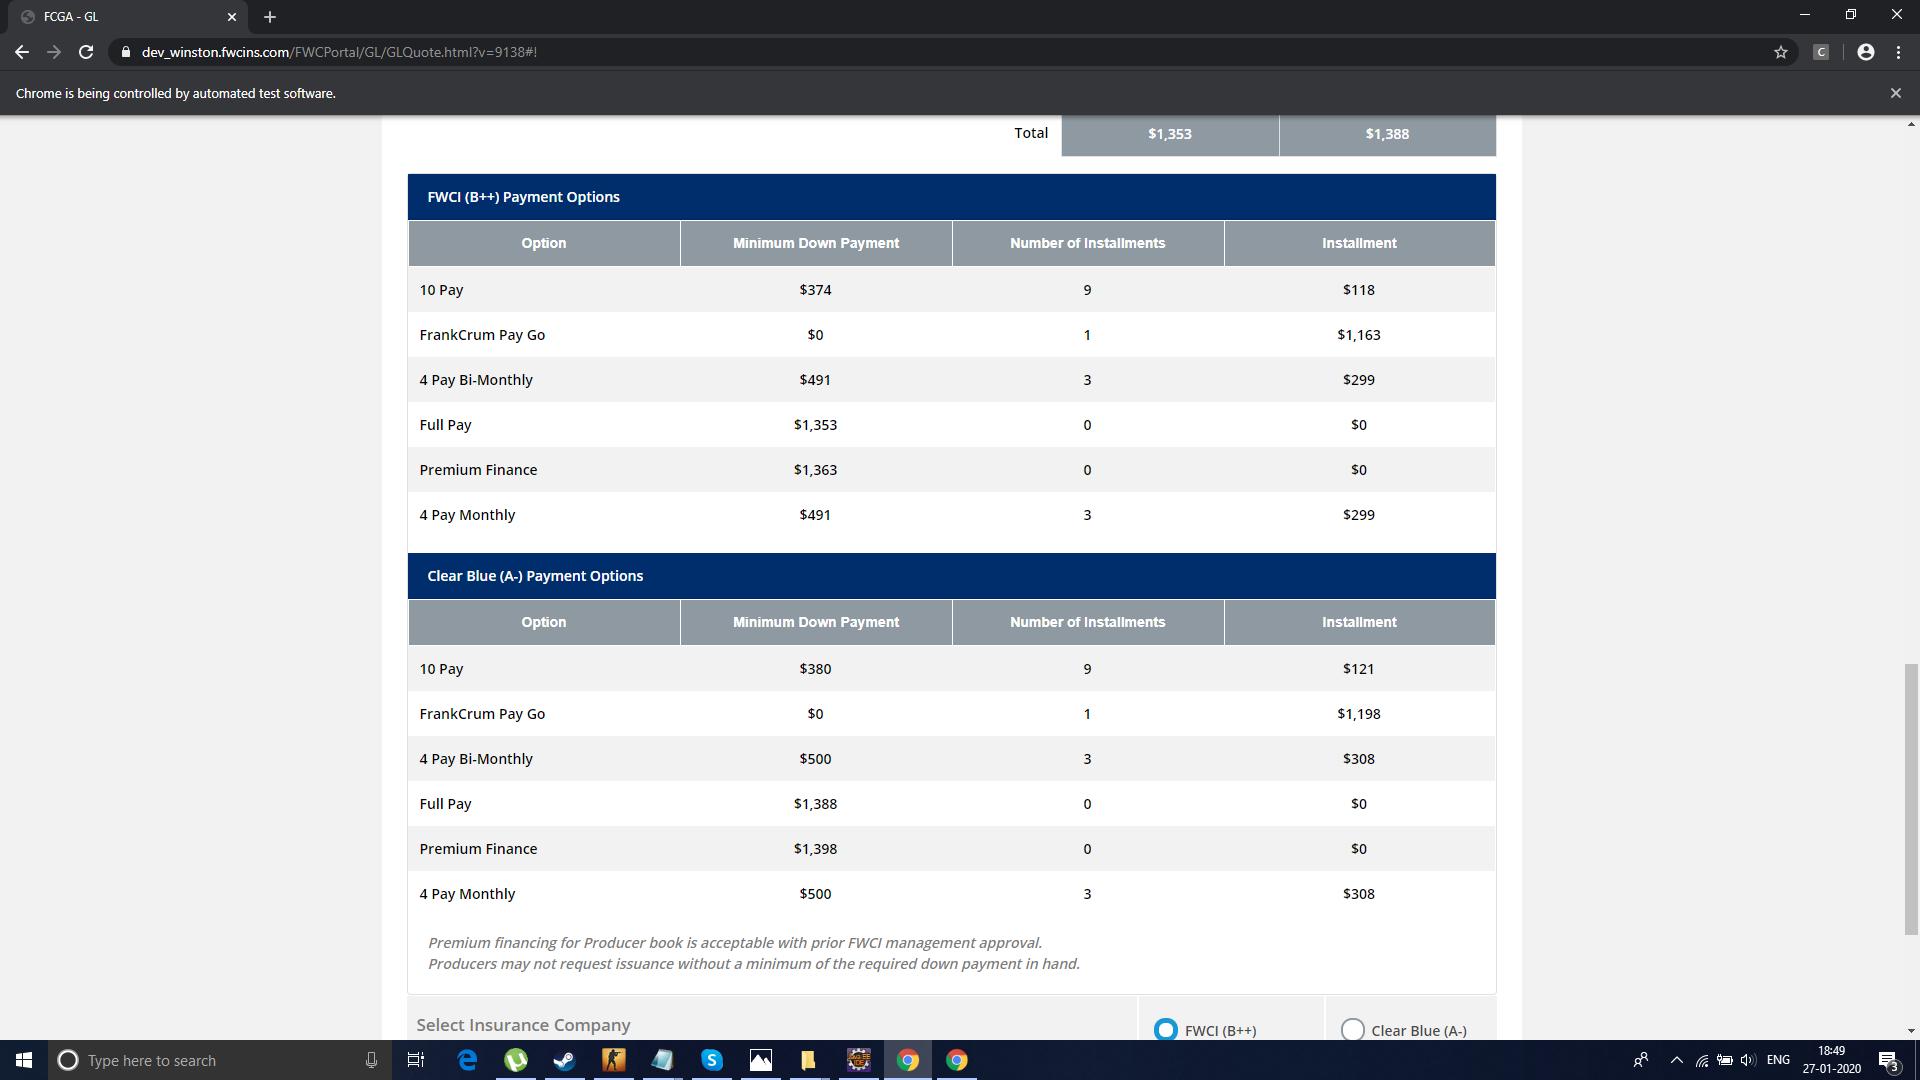 FCGA - GL
dev_winston.fwcins.com/FWCPortal/GL/GLQuote.html?v=9138#!
C
Chrome is being controlled by automated test software.
Total $1,353 $1,388
FWCI (B++) Payment Options
Option Minimum Down Payment Number of Installments Installment
10 Pay $374 9 $118
FrankCrum Pay Go $0 1 $1,163
4 Pay Bi-Monthly $491 3 $299
Full Pay $1,353 0 $0
Premium Finance $1,363 0 $0
4 Pay Monthly $491 3 $299
Clear Blue (A-) Payment Options
Option Minimum Down Payment Number of Installments Installment
10 Pay $380 9 $121
FrankCrum Pay Go $0 1 $1,198
4 Pay Bi-Monthly $500 3 $308
Full Pay $1,388 0 $0
Premium Finance $1,398 0 $0
4 Pay Monthly $500 3 $308
Premium financing for Producer book is acceptable with prior FWCI management approval.
Producers may not request issuance without a minimum of the required down payment in hand.
Select Insurance Company FWCI (B++) Clear Blue (A-)
Type here to search
ENG
18:49
27-01-2020
3